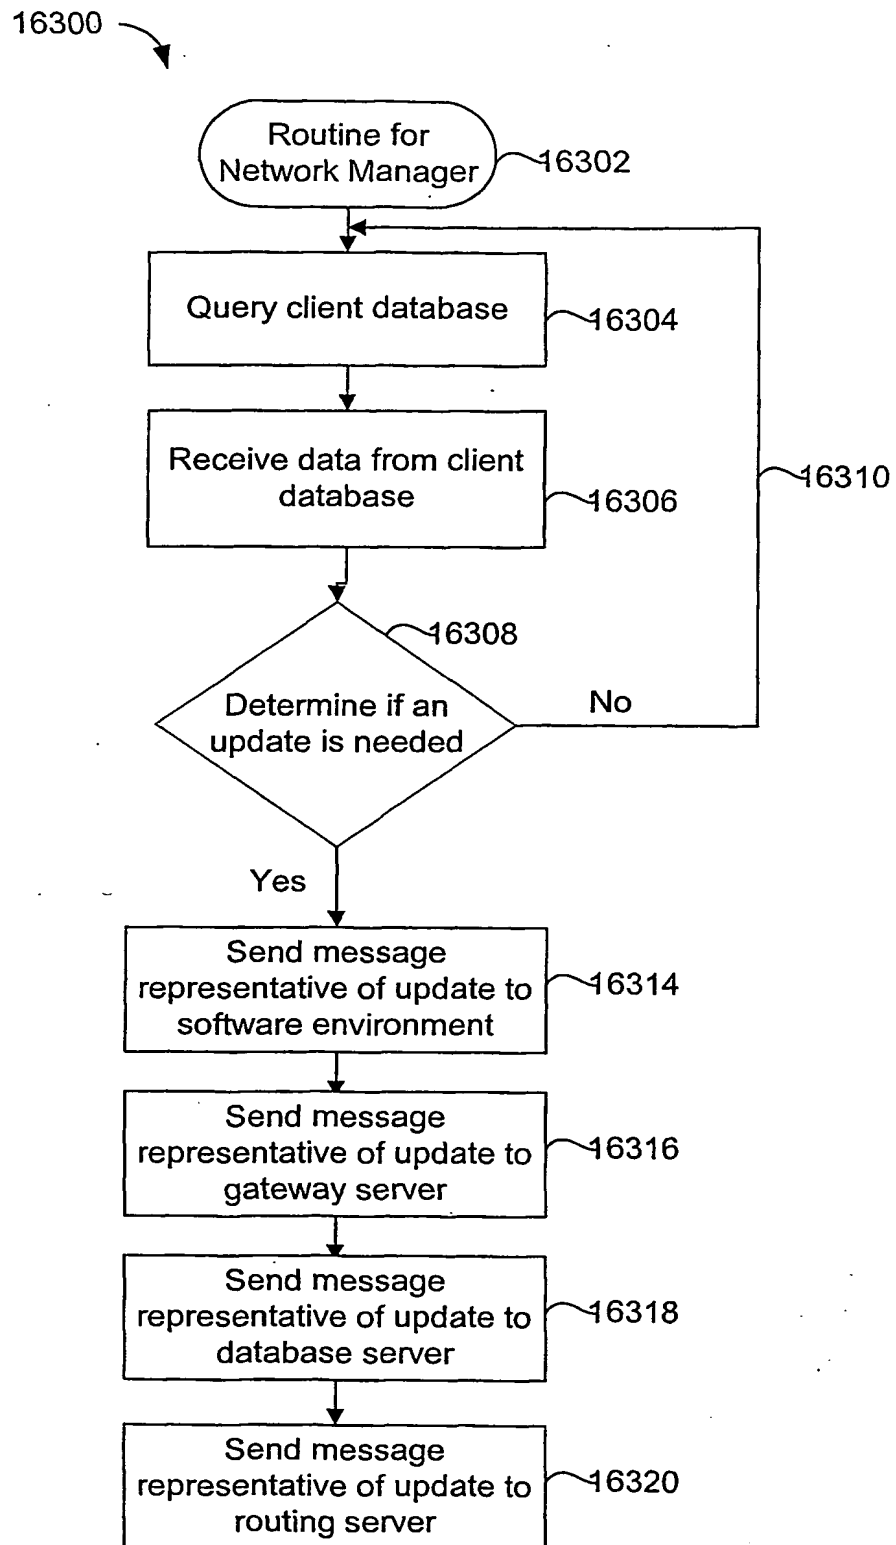 16300
Routine for
Network Manager
16302
Query client database
16304
Receive data from client
database
16306
16310
16308
Determine if an
update is needed
No
Yes
Send message
representative of update to
software environment
16314
Send message
representative of update to
gateway server
16316
Send message
representative of update to
database server
16318
Send message
representative of update to
routing server
16320